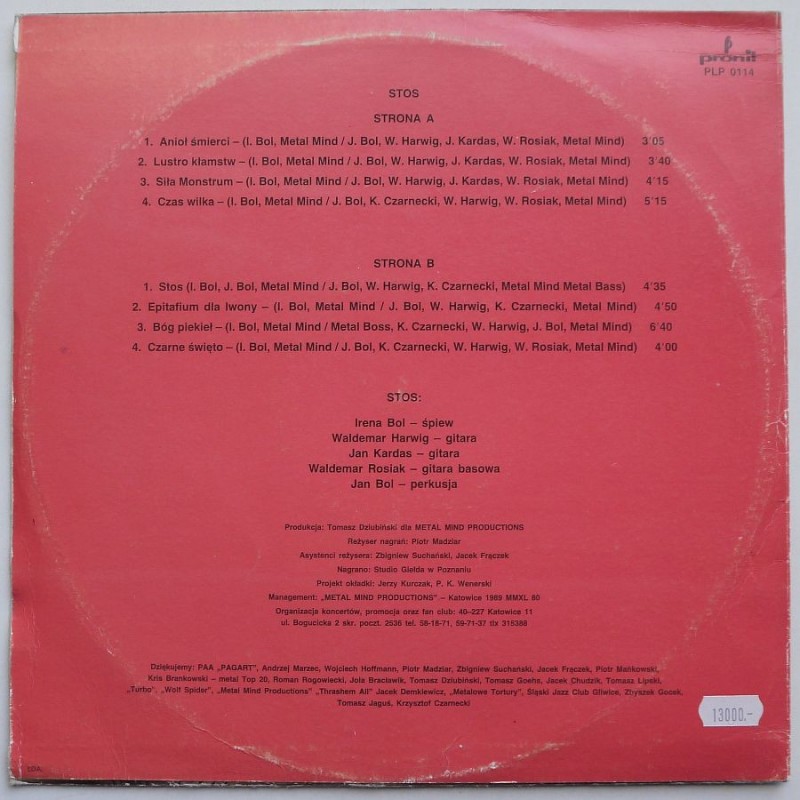 pronit
PLP 0114
STOS
STRONA A
1. Anioł śmierci – (I. Bol, Metal Mind / J. Bol, W. Harwig, J. Kardas, W. Rosiak, Metal Mind) 3'05
2. Lustro kłamstw – (I. Bol, Metal Mind / J. Bol, W. Harwig, J. Kardas, W. Rosiak, Metal Mind) 3'40
3. Siła Monstrum – (I. Bol, Metal Mind / J. Bol, W. Harwig, J. Kardas, W. Rosiak, Metal Mind) 4'15
4. Czas wilka – (I. Bol, Metal Mind / J. Bol, K. Czarnecki, W. Harwig, W. Rosiak, Metal Mind) 5'15
STRONA B
1. Stos (I. Bol, J. Bol, Metal Mind / J. Bol, W. Harwig, K. Czarnecki, Metal Mind Metal Bass) 4'35
2. Epitafium dla Iwony – (I. Bol, Metal Mind / J. Bol, W. Harwig, K. Czarnecki, Metal Mind) 4'50
3. Bóg piekieł – (I. Bol, Metal Mind / Metal Boss, K. Czarnecki, W. Harwig, J. Bol, Metal Mind) 6'40
4. Czarne święto – (I. Bol, Metal Mind / J. Bol, K. Czarnecki, W. Harwig, W. Rosiak, Metal Mind) 4'00
STOS:
Irena Bol – śpiew
Waldemar Harwig – gitara
Jan Kardas – gitara
Waldemar Rosiak – gitara basowa
Jan Bol – perkusja
Produkcja: Tomasz Dziubiński dla METAL MIND PRODUCTIONS
Reżyser nagrań: Piotr Madziar
Asystenci reżysera: Zbigniew Suchański, Jacek Frączek
Nagrano: Studio Giełda w Poznaniu
Projekt okładki: Jerzy Kurczak, P. K. Wenerski
Management: „METAL MIND PRODUCTIONS" – Katowice 1989 MMXL 80
Organizacja koncertów, promocja oraz fan club: 40–227 Katowice 11
ul. Bogucicka 2 skr. poczt. 2536 tel. 58-18-71, 59-71-37 tlx 315388
Dziękujemy: PAA „PAGART", Andrzej Marzec, Wojciech Hoffmann, Piotr Madziar, Zbigniew Suchański, Jacek Frączek, Piotr Mańkowski,
Kris Brankowski – metal Top 20, Roman Rogowiecki, Jola Bracławik, Tomasz Dziubiński, Tomasz Goehs, Jacek Chudzik, Tomasz Lipski,
„Turbo", „Wolf Spider", „Metal Mind Productions" „Thrashem All" Jacek Demkiewicz, „Metalowe Tortury", Śląski Jazz Club Gliwice, Zbyszek Gocek,
Tomasz Jaguś, Krzysztof Czarnecki
13000.-